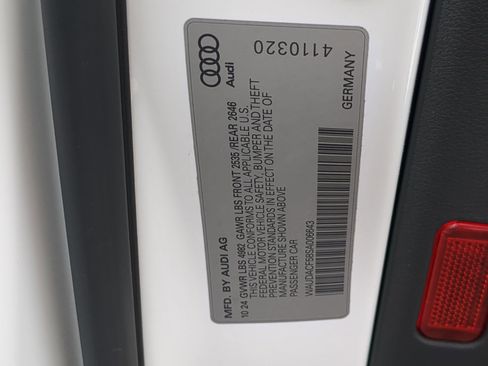 Audi
4110320
MFD. BY AUDI AG
10 24 GVWR LBS 4982 GAWR LBS FRONT 2535 /REAR 2646
THIS VEHICLE CONFORMS TO ALL APPLICABLE U.S.
FEDERAL MOTOR VEHICLE SAFETY, BUMPER AND THEFT
PREVENTION STANDARDS IN EFFECT ON THE DATE OF
MANUFACTURE SHOWN ABOVE
PASSENGER CAR
GERMANY